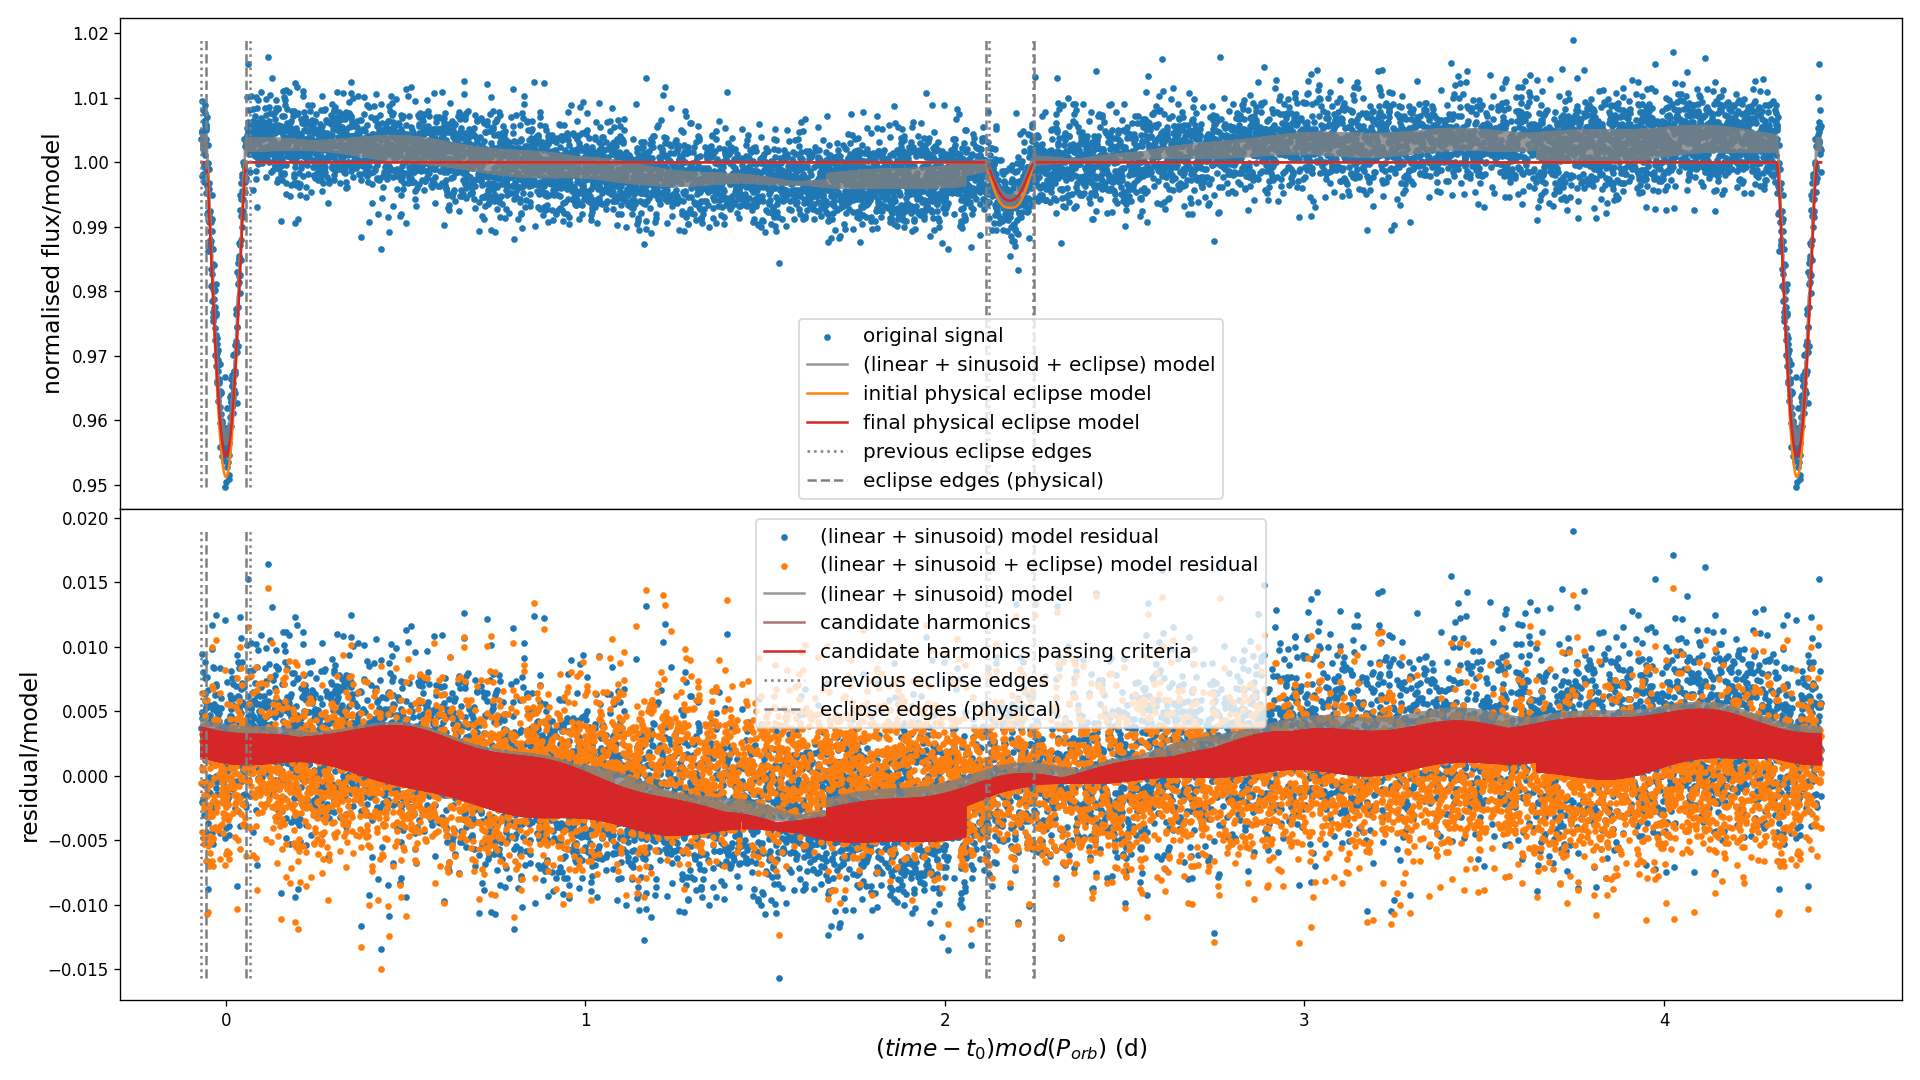 1.02
1.01
1.00
0.99
0.98
0.97
0.96
0.95
normalised flux/model
original signal
(linear + sinusoid + eclipse) model
initial physical eclipse model
final physical eclipse model
previous eclipse edges
eclipse edges (physical)
0.020
0.015
0.010
0.005
0.000
−0.005
−0.010
−0.015
residual/model
(linear + sinusoid) model residual
(linear + sinusoid + eclipse) model residual
(linear + sinusoid) model
candidate harmonics
candidate harmonics passing criteria
previous eclipse edges
eclipse edges (physical)
0 1 2 3 4
(time − t₀)mod(Pₒᵣb) (d)